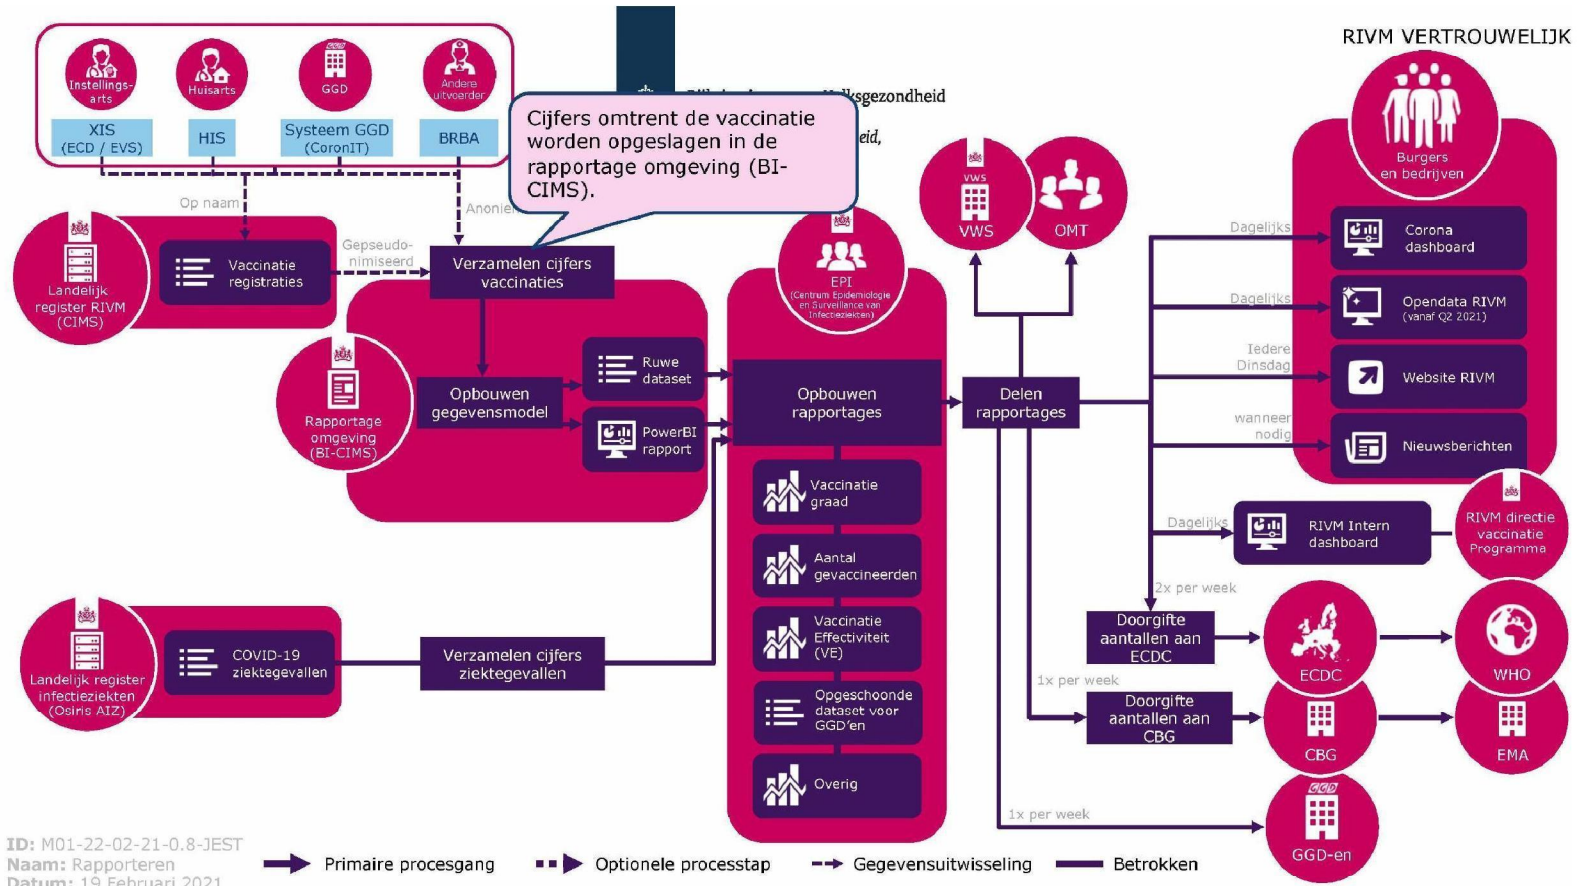 RIVM VERTROUWELIJK
Instellings-
arts
Huisarts
GGD
GGD
Andere
uitvoerder
XIS
(ECD / EVS)
HIS
Systeem GGD
(CoronIT)
BRBA
Cijfers omtrent de vaccinatie
worden opgeslagen in de
rapportage omgeving (BI-
CIMS).
Op naam
Landelijk
register RIVM
(CIMS)
Vaccinatie
registraties
Gepseudo-
nimiseerd
Verzamelen cijfers
vaccinaties
Rapportage
omgeving
(BI-CIMS)
Opbouwen
gegevensmodel
Ruwe
dataset
PowerBI
rapport
EPI
(Centrum Epidemiologie
en Surveillance van
Infectieziekten)
Opbouwen
rapportages
Vaccinatie
graad
Aantal
gevaccineerden
Vaccinatie
Effectiviteit
(VE)
Opgeschoonde
dataset voor
GGD'en
Overig
Landelijk register
infectieziekten
(Osiris AIZ)
COVID-19
ziektegevallen
Verzamelen cijfers
ziektegevallen
VWS
VWS
OMT
Delen
rapportages
Burgers
en bedrijven
Dagelijks
Corona
dashboard
Dagelijks
Opendata RIVM
(vanaf Q2 2021)
Iedere
Dinsdag
Website RIVM
wanneer
nodig
Nieuwsberichten
Dagelijks
RIVM Intern
dashboard
RIVM directie
vaccinatie
Programma
2x per week
Doorgifte
aantallen aan
ECDC
ECDC
WHO
1x per week
Doorgifte
aantallen aan
CBG
CBG
EMA
1x per week
GGD
GGD-en
ID: M01-22-02-21-0.8-JEST
Naam: Rapporteren
Datum: 19 Februari 2021
Primaire procesgang
Optionele processtap
Gegevensuitwisseling
Betrokken